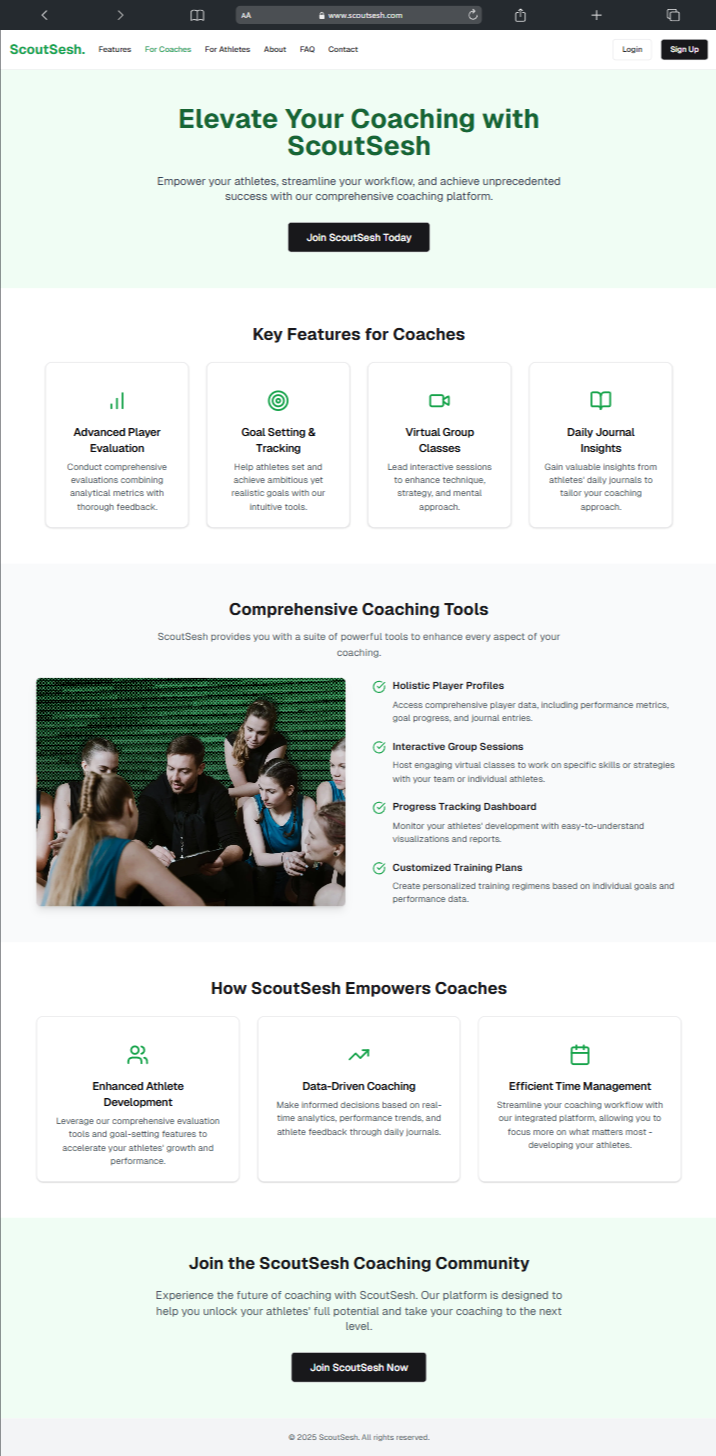 AA www.scoutsesh.com
ScoutSesh. Features For Coaches For Athletes About FAQ Contact Login Sign Up
Elevate Your Coaching with
ScoutSesh
Empower your athletes, streamline your workflow, and achieve unprecedented
success with our comprehensive coaching platform.
Join ScoutSesh Today
Key Features for Coaches
Advanced Player
Evaluation
Conduct comprehensive
evaluations combining
analytical metrics with
thorough feedback.
Goal Setting &
Tracking
Help athletes set and
achieve ambitious yet
realistic goals with our
intuitive tools.
Virtual Group
Classes
Lead interactive sessions
to enhance technique,
strategy, and mental
approach.
Daily Journal
Insights
Gain valuable insights from
athletes' daily journals to
tailor your coaching
approach.
Comprehensive Coaching Tools
ScoutSesh provides you with a suite of powerful tools to enhance every aspect of your
coaching.
Holistic Player Profiles
Access comprehensive player data, including performance metrics,
goal progress, and journal entries.
Interactive Group Sessions
Host engaging virtual classes to work on specific skills or strategies
with your team or individual athletes.
Progress Tracking Dashboard
Monitor your athletes' development with easy-to-understand
visualizations and reports.
Customized Training Plans
Create personalized training regimens based on individual goals and
performance data.
How ScoutSesh Empowers Coaches
Enhanced Athlete
Development
Leverage our comprehensive evaluation
tools and goal-setting features to
accelerate your athletes' growth and
performance.
Data-Driven Coaching
Make informed decisions based on real-
time analytics, performance trends, and
athlete feedback through daily journals.
Efficient Time Management
Streamline your coaching workflow with
our integrated platform, allowing you to
focus more on what matters most -
developing your athletes.
Join the ScoutSesh Coaching Community
Experience the future of coaching with ScoutSesh. Our platform is designed to
help you unlock your athletes' full potential and take your coaching to the next
level.
Join ScoutSesh Now
© 2025 ScoutSesh. All rights reserved.